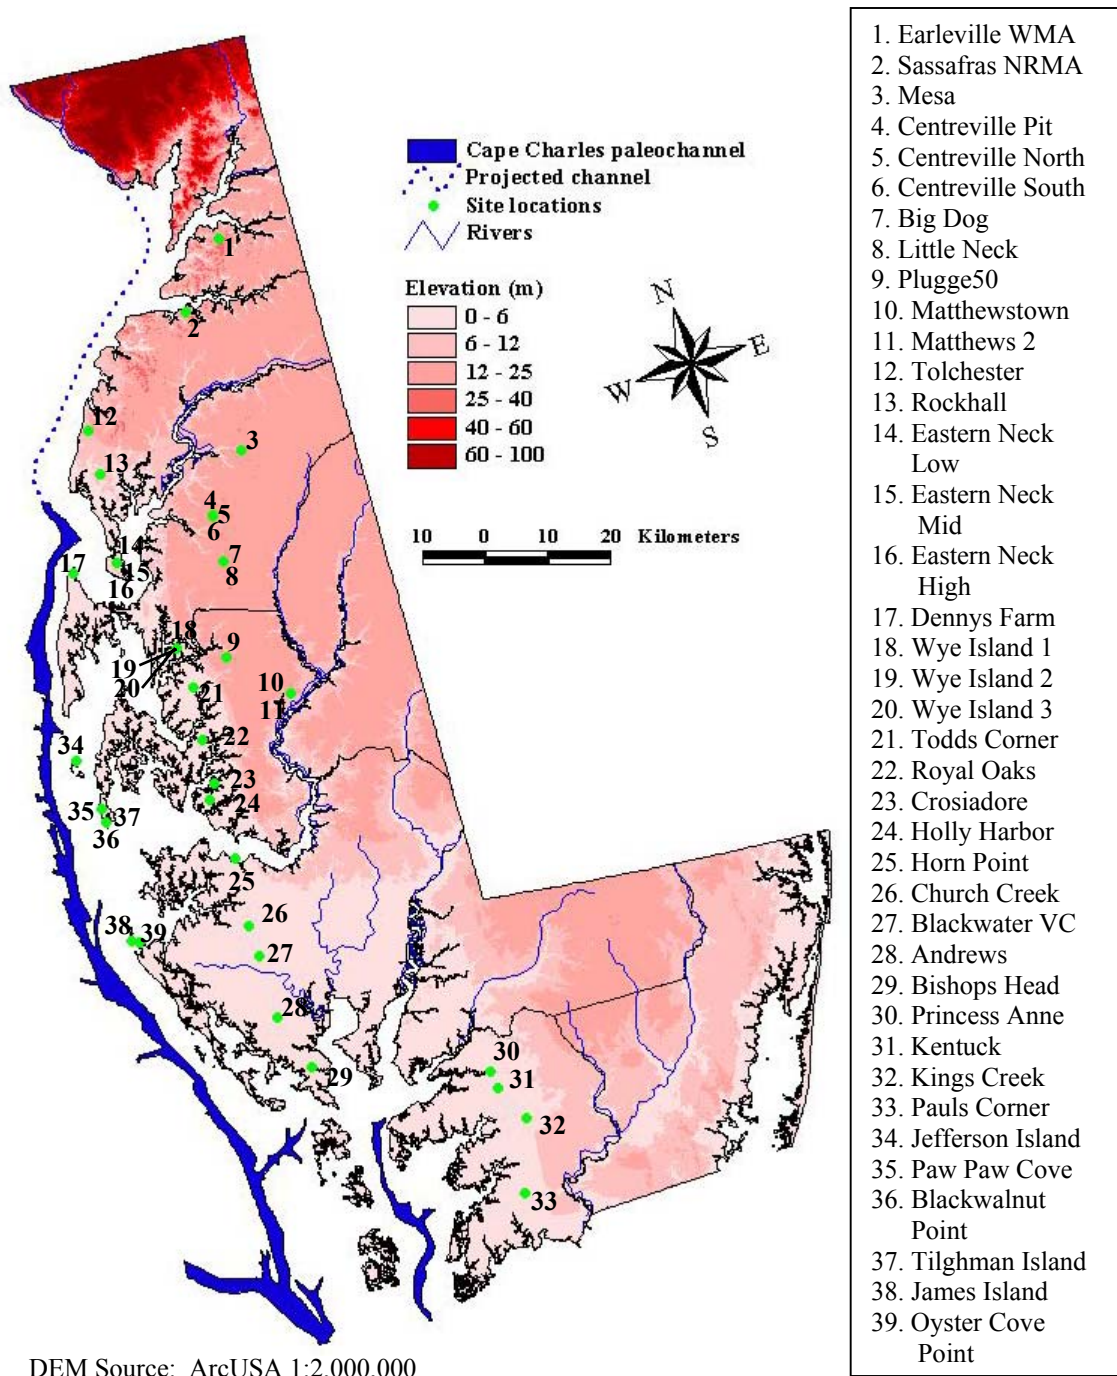 Cape Charles paleochannel
Projected channel
Site locations
Rivers
Elevation (m)
0 - 6
6 - 12
12 - 25
25 - 40
40 - 60
60 - 100
N
E
W
S
10 0 10 20 Kilometers
1
2
12
3
13
4
5
6
14
7
17
15
8
16
18
9
19
20
21
10
11
22
34
23
24
35
37
36
25
26
38
39
27
28
30
29
31
32
33
DEM Source: ArcUSA 1:2,000,000
1. Earleville WMA
2. Sassafras NRMA
3. Mesa
4. Centreville Pit
5. Centreville North
6. Centreville South
7. Big Dog
8. Little Neck
9. Plugge50
10. Matthewstown
11. Matthews 2
12. Tolchester
13. Rockhall
14. Eastern Neck
Low
15. Eastern Neck
Mid
16. Eastern Neck
High
17. Dennys Farm
18. Wye Island 1
19. Wye Island 2
20. Wye Island 3
21. Todds Corner
22. Royal Oaks
23. Crosiadore
24. Holly Harbor
25. Horn Point
26. Church Creek
27. Blackwater VC
28. Andrews
29. Bishops Head
30. Princess Anne
31. Kentuck
32. Kings Creek
33. Pauls Corner
34. Jefferson Island
35. Paw Paw Cove
36. Blackwalnut
Point
37. Tilghman Island
38. James Island
39. Oyster Cove
Point